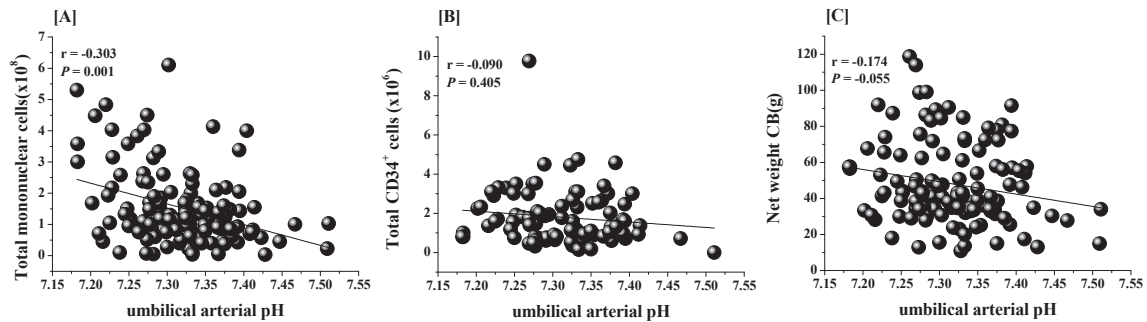 [A]
r = -0.303
P = 0.001
Total mononuclear cells(x10⁸)
7
6
5
4
3
2
1
0
7.15 7.20 7.25 7.30 7.35 7.40 7.45 7.50 7.55
umbilical arterial pH
[B]
r = -0.090
P = 0.405
Total CD34⁺ cells (x10⁶)
10
8
6
4
2
0
7.15 7.20 7.25 7.30 7.35 7.40 7.45 7.50 7.55
umbilical arterial pH
[C]
r = -0.174
P = -0.055
Net weight CB(g)
120
100
80
60
40
20
0
7.15 7.20 7.25 7.30 7.35 7.40 7.45 7.50 7.55
umbilical arterial pH